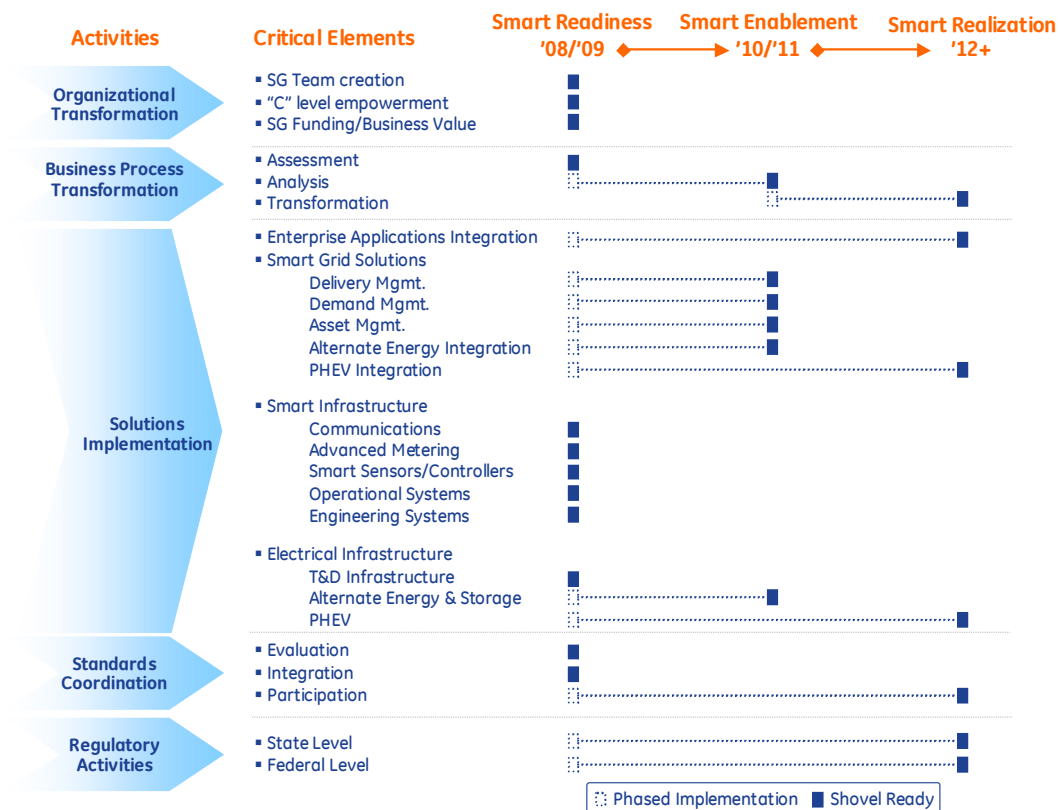 Activities
Critical Elements
Smart Readiness
'08/'09
Smart Enablement
'10/'11
Smart Realization
'12+
Organizational
Transformation
▪ SG Team creation
▪ “C” level empowerment
▪ SG Funding/Business Value
Business Process
Transformation
▪ Assessment
▪ Analysis
▪ Transformation
Solutions
Implementation
▪ Enterprise Applications Integration
▪ Smart Grid Solutions
Delivery Mgmt.
Demand Mgmt.
Asset Mgmt.
Alternate Energy Integration
PHEV Integration
▪ Smart Infrastructure
Communications
Advanced Metering
Smart Sensors/Controllers
Operational Systems
Engineering Systems
▪ Electrical Infrastructure
T&D Infrastructure
Alternate Energy & Storage
PHEV
Standards
Coordination
▪ Evaluation
▪ Integration
▪ Participation
Regulatory
Activities
▪ State Level
▪ Federal Level
Phased Implementation
Shovel Ready